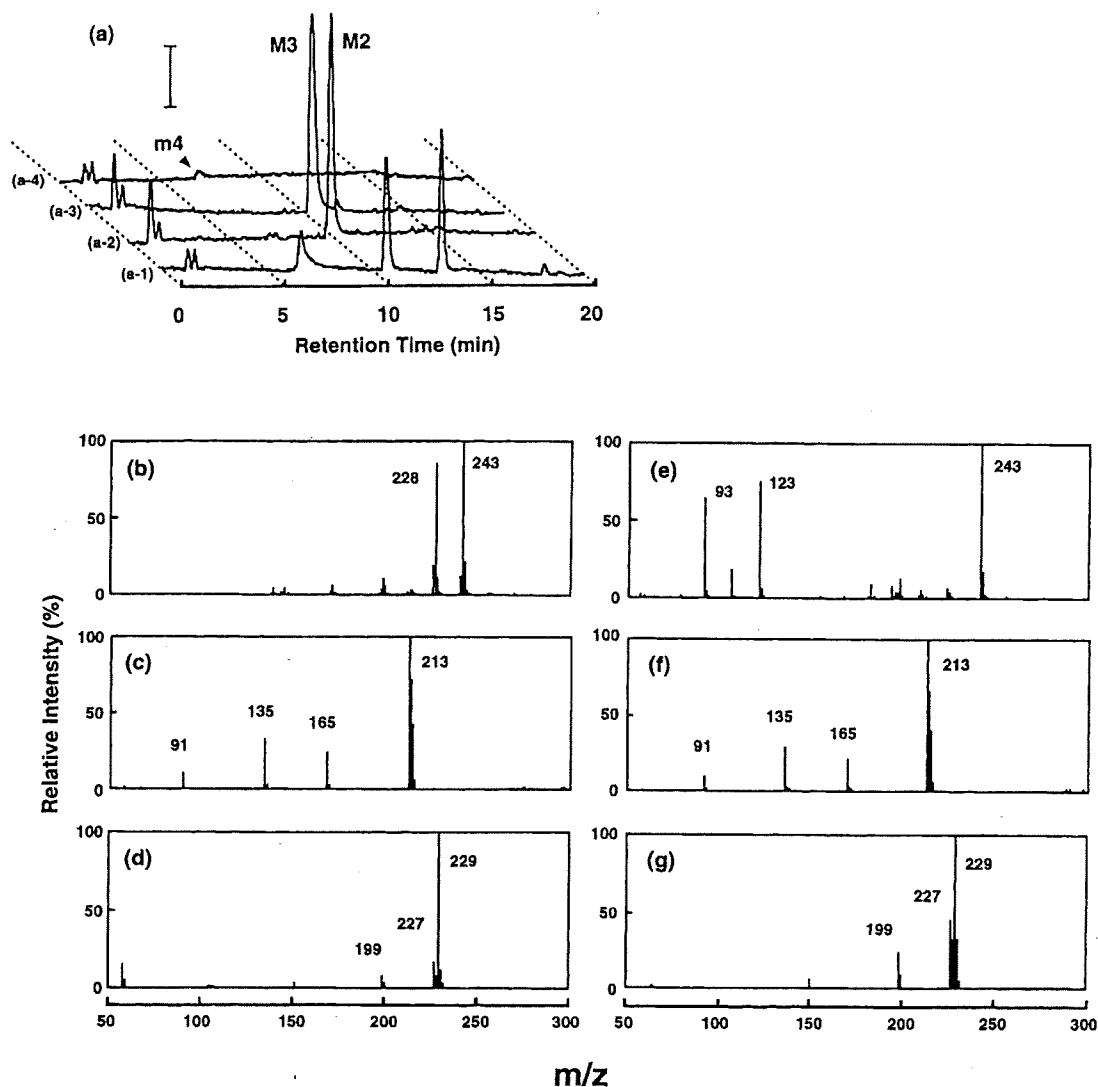 (a)
M3 M2
m4
(a-4)
(a-3)
(a-2)
(a-1)
0 5 10 15 20
Retention Time (min)
Relative Intensity (%)
100
50
0
(b)
228
243
100
50
0
(e)
93
123
243
100
50
0
(c)
91
135
165
213
100
50
0
(f)
91
135
165
213
100
50
0
(d)
199
227
229
50 100 150 200 250 300
100
50
0
(g)
199
227
229
50 100 150 200 250 300
m/z